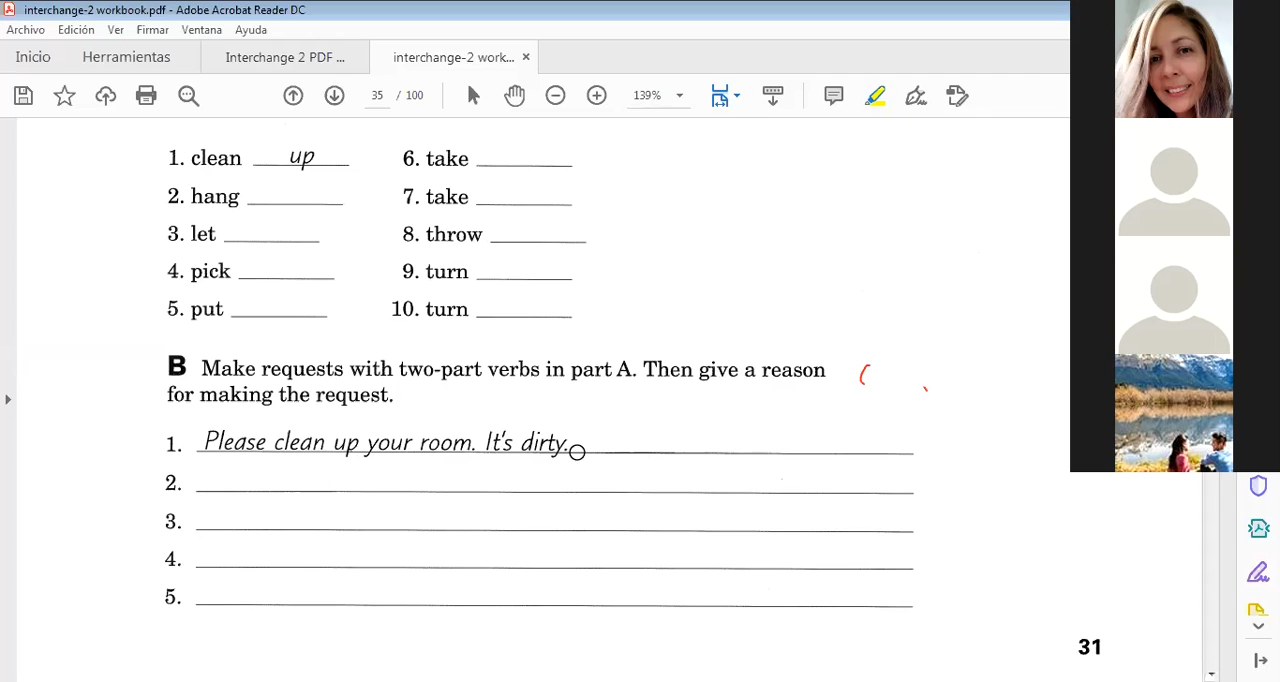 interchange-2 workbook.pdf - Adobe Acrobat Reader DC
Archivo Edición Ver Firmar Ventana Ayuda
Inicio Herramientas Interchange 2 PDF ... interchange-2 work... ×
35 / 100 139%
1. clean up 6. take
2. hang 7. take
3. let 8. throw
4. pick 9. turn
5. put 10. turn
B Make requests with two-part verbs in part A. Then give a reason
for making the request.
1. Please clean up your room. It's dirty.
2.
3.
4.
5.
31